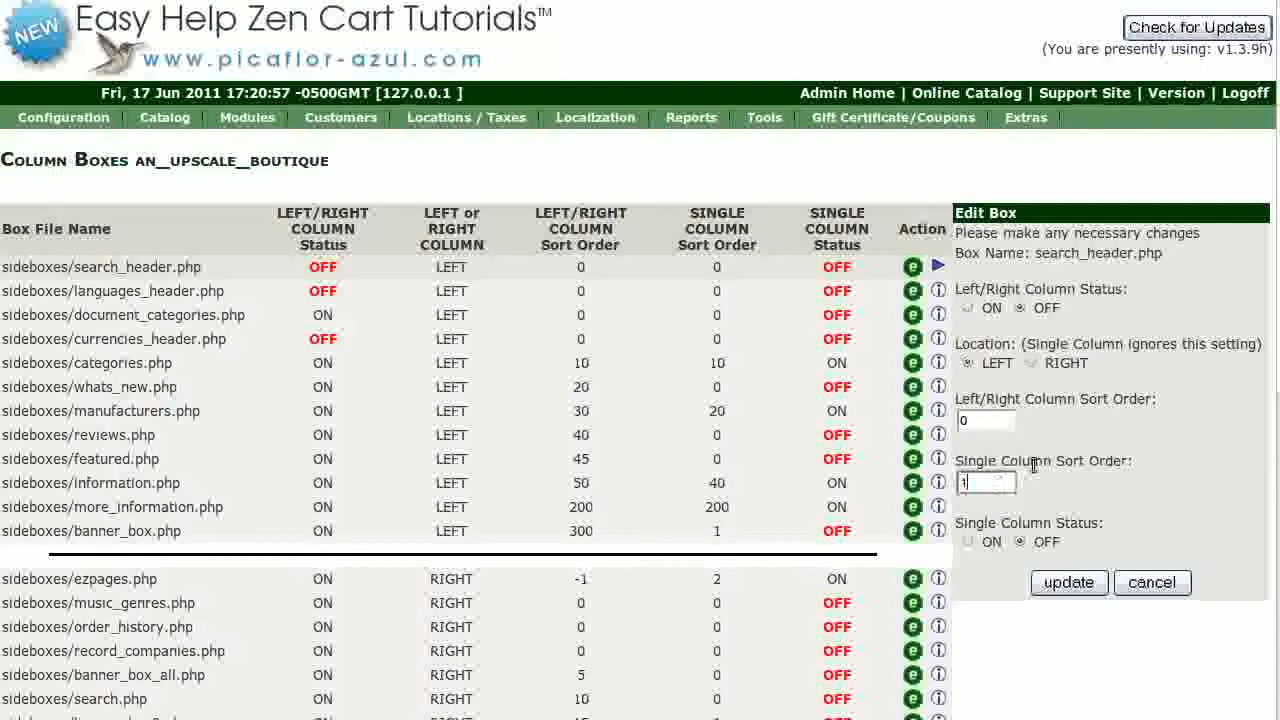 NEW
Easy Help Zen Cart Tutorials™
www.picaflor-azul.com
Check for Updates
(You are presently using: v1.3.9h)
Fri, 17 Jun 2011 17:20:57 -0500GMT [127.0.0.1 ]
Admin Home | Online Catalog | Support Site | Version | Logoff
Configuration Catalog Modules Customers Locations / Taxes Localization Reports Tools Gift Certificate/Coupons Extras
Column Boxes an_upscale_boutique
Box File Name LEFT/RIGHT COLUMN Status LEFT or RIGHT COLUMN LEFT/RIGHT COLUMN Sort Order SINGLE COLUMN Sort Order SINGLE COLUMN Status Action
sideboxes/search_header.php OFF LEFT 0 0 OFF e
sideboxes/languages_header.php OFF LEFT 0 0 OFF e i
sideboxes/document_categories.php ON LEFT 0 0 OFF e i
sideboxes/currencies_header.php OFF LEFT 0 0 OFF e i
sideboxes/categories.php ON LEFT 10 10 ON e i
sideboxes/whats_new.php ON LEFT 20 0 OFF e i
sideboxes/manufacturers.php ON LEFT 30 20 ON e i
sideboxes/reviews.php ON LEFT 40 0 OFF e i
sideboxes/featured.php ON LEFT 45 0 OFF e i
sideboxes/information.php ON LEFT 50 40 ON e i
sideboxes/more_information.php ON LEFT 200 200 ON e i
sideboxes/banner_box.php ON LEFT 300 1 OFF e i
sideboxes/ezpages.php ON RIGHT -1 2 ON e i
sideboxes/music_genres.php ON RIGHT 0 0 OFF e i
sideboxes/order_history.php ON RIGHT 0 0 OFF e i
sideboxes/record_companies.php ON RIGHT 0 0 OFF e i
sideboxes/banner_box_all.php ON RIGHT 5 0 OFF e i
sideboxes/search.php ON RIGHT 10 0 OFF e i
Edit Box
Please make any necessary changes
Box Name: search_header.php
Left/Right Column Status:
ON OFF
Location: (Single Column ignores this setting)
LEFT RIGHT
Left/Right Column Sort Order:
0
Single Column Sort Order:
1
Single Column Status:
ON OFF
update cancel